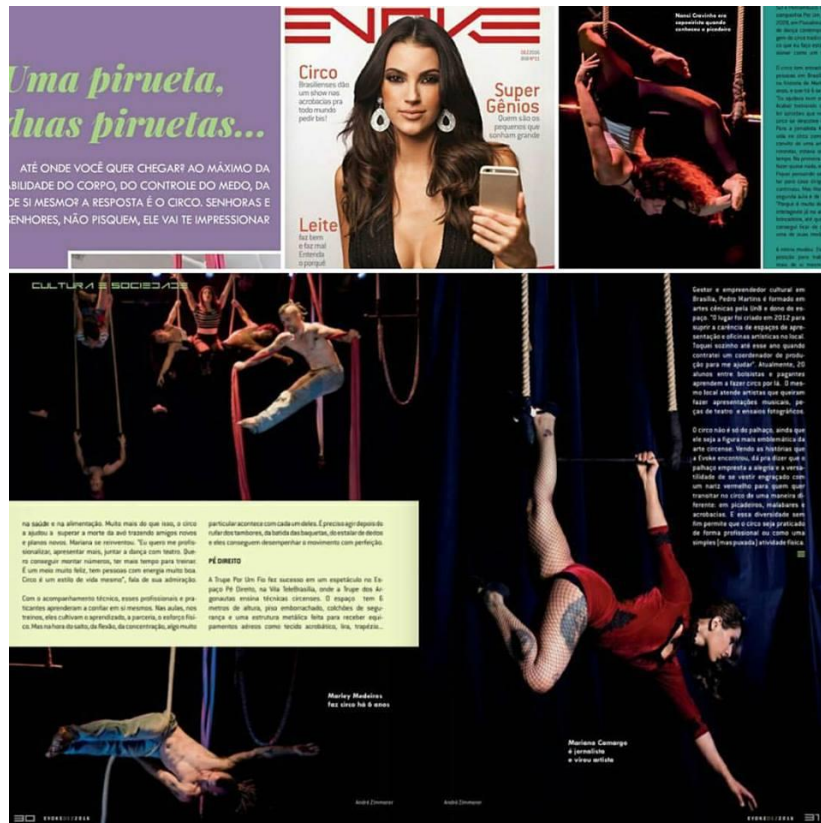 Uma pirueta,
duas piruetas...
ATÉ ONDE VOCÊ QUER CHEGAR? AO MÁXIMO DA
ABILIDADE DO CORPO, DO CONTROLE DO MEDO, DA
DE SI MESMO? A RESPOSTA É O CIRCO. SENHORAS E
SENHORES, NÃO PISQUEM, ELE VAI TE IMPRESSIONAR
EVOKE
Circo
Brasilienses dão
um show nas
acrobacias pra
todo mundo
pedir bis!
Super
Gênios
Quem são os
pequenos que
sonham grande
Leite
faz bem
e faz mal
Entenda
o porquê
Nanci Cravinho era
capoeirista quando
conheceu o picadeiro
CULTURA E SOCIEDADE
na saúde e na alimentação. Muito mais do que isso, o circo
a ajudou a superar a morte da avó trazendo amigos novos
e planos novos. Mariana se reinventou. "Eu quero me profis-
sionalizar, apresentar mais, juntar a dança com teatro. Que-
ro conseguir montar números, ter mais tempo para treinar.
É um meio muito feliz, tem pessoas com energia muito boa.
Circo é um estilo de vida mesmo", fala de sua admiração.
Com o acompanhamento técnico, esses profissionais e pra-
ticantes aprenderam a confiar em si mesmos. Nas aulas, nos
treinos, eles cultivam o aprendizado, a parceria, o esforço físi-
co. Mas na hora do salto, da flexão, da concentração, algo muito
particular acontece com cada um deles. É preciso agir depois do
rufar dos tambores, da batida das baquetas, do estalar de dedos
e eles conseguem desempenhar o movimento com perfeição.
PÉ DIREITO
A Trupe Por Um Fio fez sucesso em um espetáculo no Es-
paço Pé Direito, na Vila TeleBrasília, onde a Trupe dos Ar-
gonautas ensina técnicas circenses. O espaço tem 6
metros de altura, piso emborrachado, colchões de segu-
rança e uma estrutura metálica feita para receber equi-
pamentos aéreos como tecido acrobático, lira, trapézio...
Gestor e empreendedor cultural em
Brasília, Pedro Martins é formado em
artes cênicas pela UnB e dono do es-
paço. "O lugar foi criado em 2012 para
suprir a carência de espaços de apre-
sentação e oficinas artísticas no local.
Toquei sozinho até esse ano quando
contratei um coordenador de produ-
ção para me ajudar". Atualmente, 20
alunos entre bolsistas e pagantes
aprendem a fazer circo por lá. O mes-
mo local atende artistas que queiram
fazer apresentações musicais, pe-
ças de teatro e ensaios fotográficos.
O circo não é só do palhaço, ainda que
ele seja a figura mais emblemática da
arte circense. Vendo as histórias que
a Evoke encontrou, dá pra dizer que o
palhaço empresta a alegria e a versa-
tilidade de se vestir engraçado com
um nariz vermelho para quem quer
transitar no circo de uma maneira di-
ferente: em picadeiros, malabares e
acrobacias. E essa diversidade sem
fim permite que o circo seja praticado
de forma profissional ou como uma
simples (mas puxada) atividade física.
Marley Medeiros
faz circo há 6 anos
Mariana Camargo
é jornalista
e virou artista
André Zimmerer
André Zimmerer
30
31